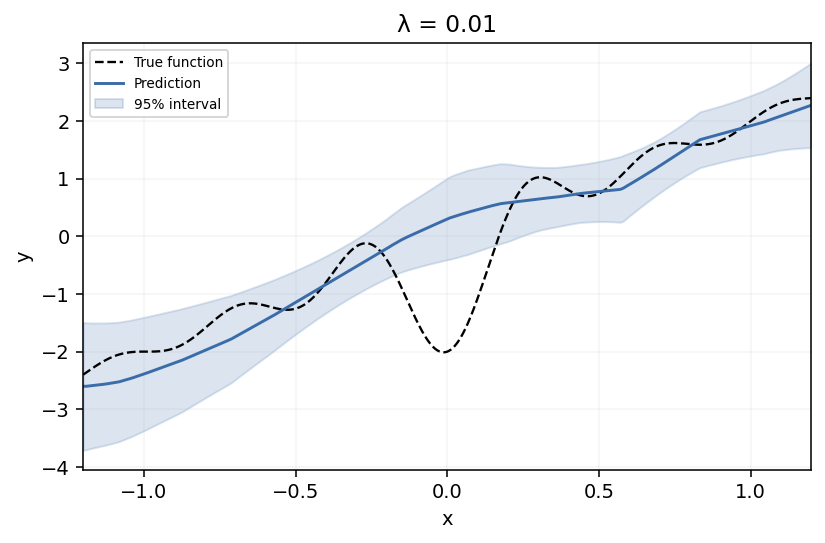 λ = 0.01
True function
Prediction
95% interval
3
2
1
0
−1
−2
−3
−4
y
−1.0
−0.5
0.0
0.5
1.0
x